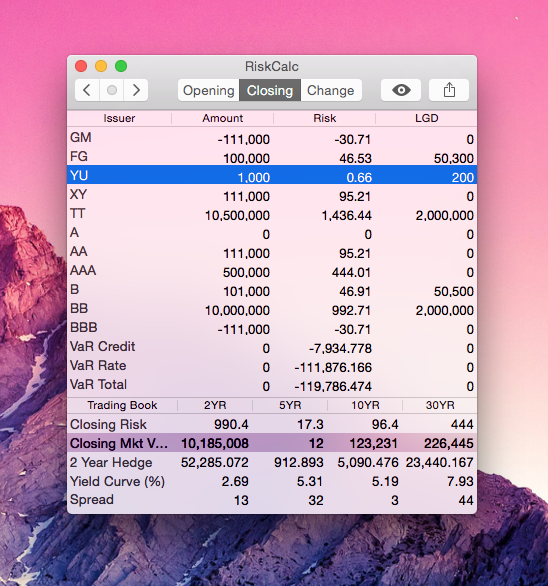 RiskCalc
Opening Closing Change
Issuer Amount Risk LGD
GM -111,000 -30.71 0
FG 100,000 46.53 50,300
YU 1,000 0.66 200
XY 111,000 95.21 0
TT 10,500,000 1,436.44 2,000,000
A 0 0 0
AA 111,000 95.21 0
AAA 500,000 444.01 0
B 101,000 46.91 50,500
BB 10,000,000 992.71 2,000,000
BBB -111,000 -30.71 0
VaR Credit 0 -7,934.778 0
VaR Rate 0 -111,876.166 0
VaR Total 0 -119,786.474 0
Trading Book 2YR 5YR 10YR 30YR
Closing Risk 990.4 17.3 96.4 444
Closing Mkt V... 10,185,008 12 123,231 226,445
2 Year Hedge 52,285.072 912.893 5,090.476 23,440.167
Yield Curve (%) 2.69 5.31 5.19 7.93
Spread 13 32 3 44